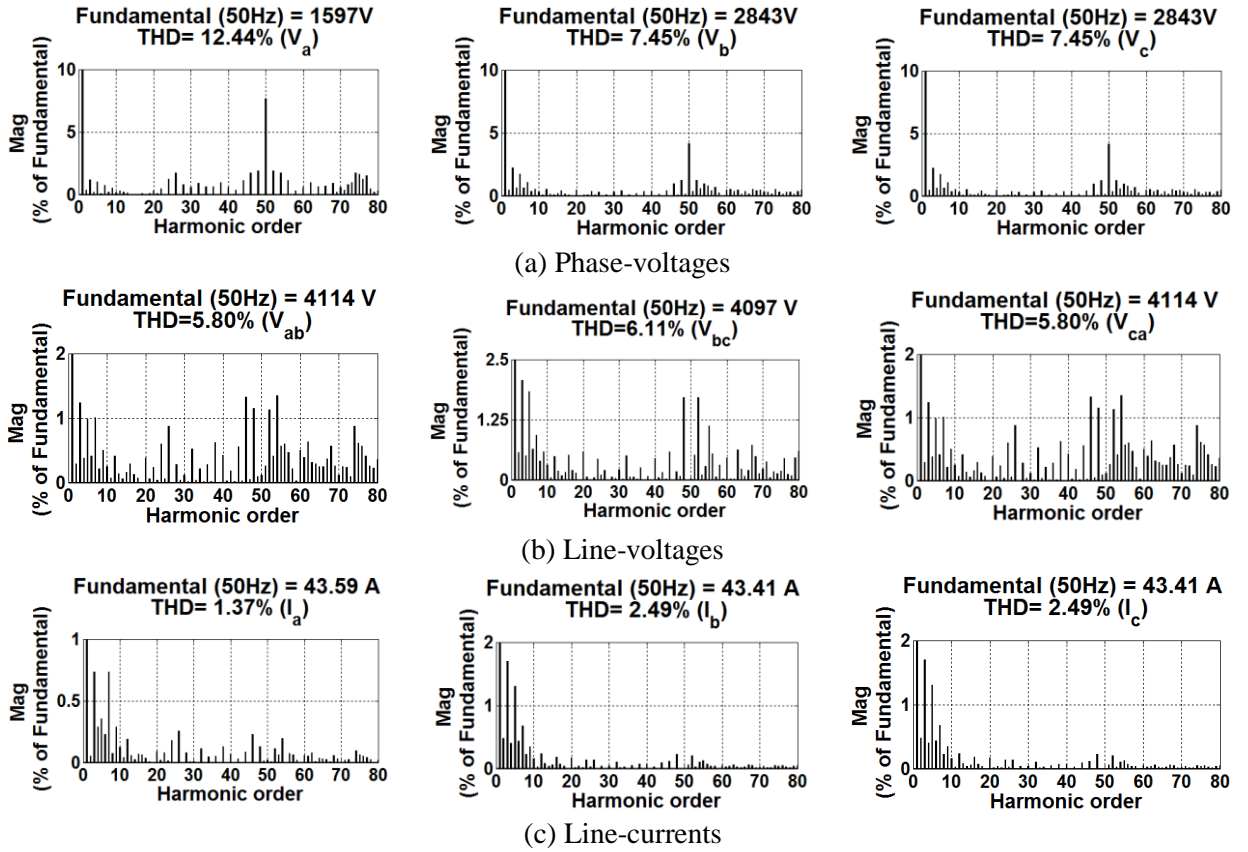 Fundamental (50Hz) = 1597V
THD= 12.44% (Va)
Mag
(% of Fundamental)
10
5
0
0 10 20 30 40 50 60 70 80
Harmonic order
Fundamental (50Hz) = 2843V
THD= 7.45% (Vb)
Mag
(% of Fundamental)
10
5
0
0 10 20 30 40 50 60 70 80
Harmonic order
Fundamental (50Hz) = 2843V
THD= 7.45% (Vc)
Mag
(% of Fundamental)
10
5
0
0 10 20 30 40 50 60 70 80
Harmonic order
(a) Phase-voltages
Fundamental (50Hz) = 4114 V
THD=5.80% (Vab)
Mag
(% of Fundamental)
2
1
0
0 10 20 30 40 50 60 70 80
Harmonic order
Fundamental (50Hz) = 4097 V
THD=6.11% (Vbc)
Mag
(% of Fundamental)
2.5
1.25
0
0 10 20 30 40 50 60 70 80
Harmonic order
Fundamental (50Hz) = 4114 V
THD=5.80% (Vca)
Mag
(% of Fundamental)
2
1
0
0 10 20 30 40 50 60 70 80
Harmonic order
(b) Line-voltages
Fundamental (50Hz) = 43.59 A
THD= 1.37% (Ia)
Mag
(% of Fundamental)
1
0.5
0
0 10 20 30 40 50 60 70 80
Harmonic order
Fundamental (50Hz) = 43.41 A
THD= 2.49% (Ib)
Mag
(% of Fundamental)
2
1
0
0 10 20 30 40 50 60 70 80
Harmonic order
Fundamental (50Hz) = 43.41 A
THD= 2.49% (Ic)
Mag
(% of Fundamental)
2
1
0
0 10 20 30 40 50 60 70 80
Harmonic order
(c) Line-currents